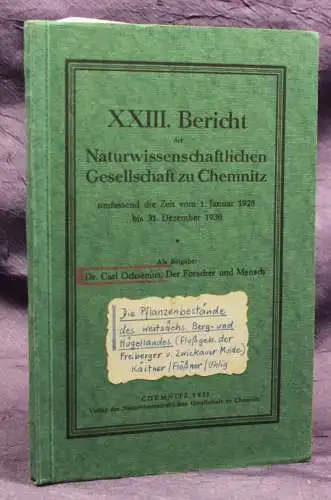 XXIII. Bericht
der
Naturwissenschaftlichen
Gesellschaft zu Chemnitz
umfassend die Zeit vom 1. Januar 1928
bis 31. Dezember 1930
*
Als Beigabe:
Dr. Carl Ochsenius, Der Forscher und Mensch
Die Pflanzenbestände
des westsächs. Berg- und
Hügellandes (Flußgeb. der
Freiberger u. Zwickauer Mulde)
Kästner / Flößner / Uhlig
CHEMNITZ 1931
Verlag der Naturwissenschaftlichen Gesellschaft zu Chemnitz